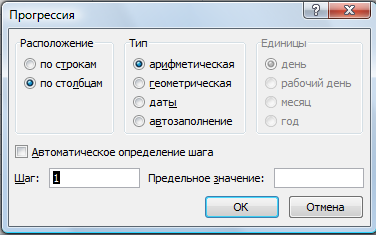 Прогрессия
Расположение
по строкам
по столбцам
Тип
арифметическая
геометрическая
даты
автозаполнение
Единицы
день
рабочий день
месяц
год
Автоматическое определение шага
Шаг: 1
Предельное значение:
ОК
Отмена